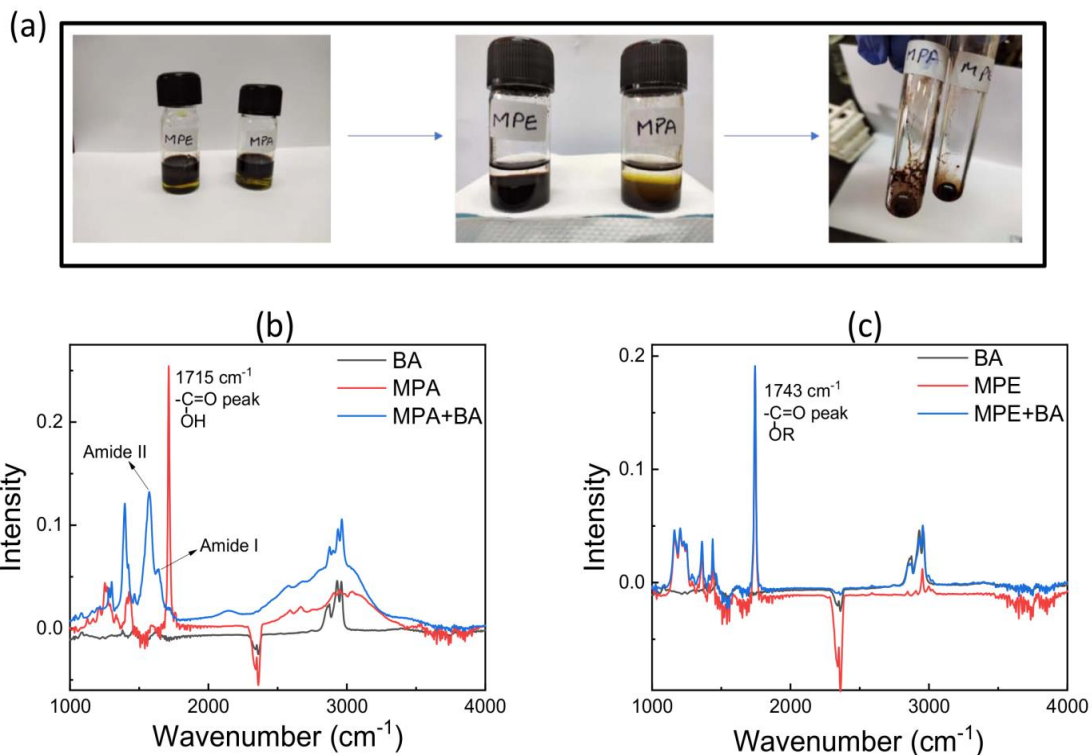 (a)
MPE
MPA
MPE
MPA
MPA
MPE
(b)
0.2
0.1
0.0
1000
2000
3000
4000
Intensity
Wavenumber (cm⁻¹)
1715 cm⁻¹
-C=O peak
OH
Amide II
Amide I
BA
MPA
MPA+BA
(c)
0.2
0.1
0.0
1000
2000
3000
4000
Intensity
Wavenumber (cm⁻¹)
1743 cm⁻¹
-C=O peak
OR
BA
MPE
MPE+BA